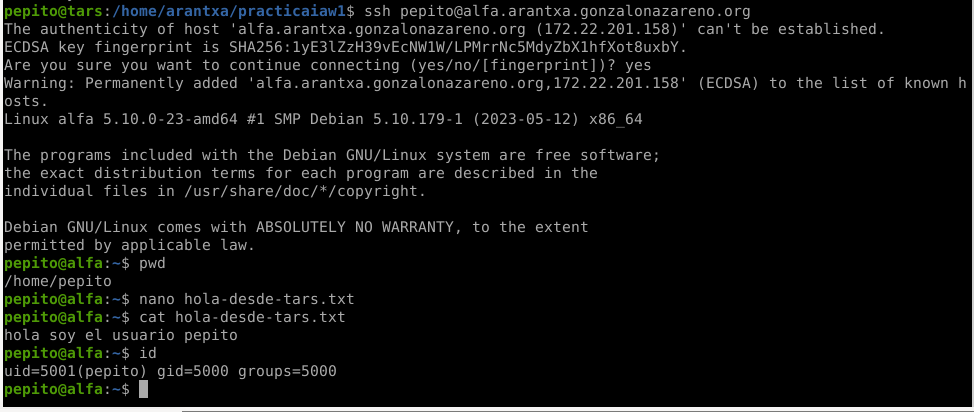 pepito@tars:/home/arantxa/practicaiaw1$ ssh pepito@alfa.arantxa.gonzalonazareno.org
The authenticity of host 'alfa.arantxa.gonzalonazareno.org (172.22.201.158)' can't be established.
ECDSA key fingerprint is SHA256:1yE3lZzH39vEcNW1W/LPMrrNc5MdyZbX1hfXot8uxbY.
Are you sure you want to continue connecting (yes/no/[fingerprint])? yes
Warning: Permanently added 'alfa.arantxa.gonzalonazareno.org,172.22.201.158' (ECDSA) to the list of known h
osts.
Linux alfa 5.10.0-23-amd64 #1 SMP Debian 5.10.179-1 (2023-05-12) x86_64
The programs included with the Debian GNU/Linux system are free software;
the exact distribution terms for each program are described in the
individual files in /usr/share/doc/*/copyright.
Debian GNU/Linux comes with ABSOLUTELY NO WARRANTY, to the extent
permitted by applicable law.
pepito@alfa:~$ pwd
/home/pepito
pepito@alfa:~$ nano hola-desde-tars.txt
pepito@alfa:~$ cat hola-desde-tars.txt
hola soy el usuario pepito
pepito@alfa:~$ id
uid=5001(pepito) gid=5000 groups=5000
pepito@alfa:~$